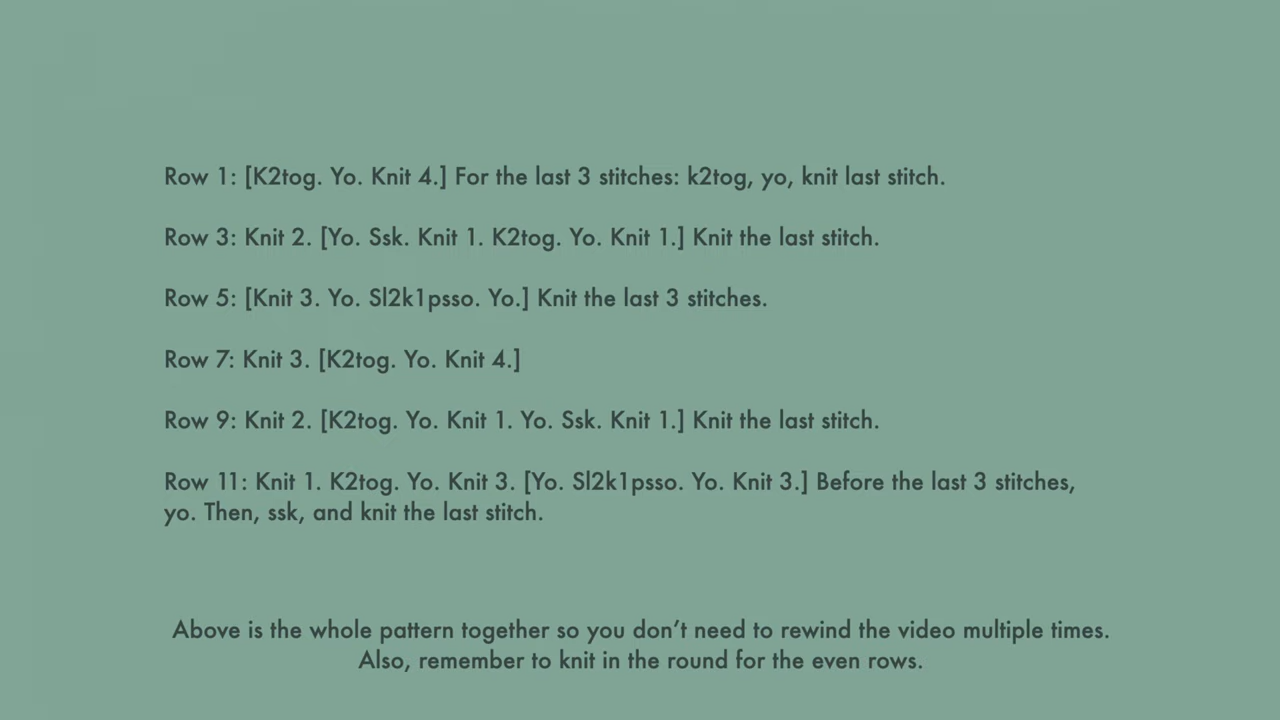 Row 1: [K2tog. Yo. Knit 4.] For the last 3 stitches: k2tog, yo, knit last stitch.
Row 3: Knit 2. [Yo. Ssk. Knit 1. K2tog. Yo. Knit 1.] Knit the last stitch.
Row 5: [Knit 3. Yo. Sl2k1psso. Yo.] Knit the last 3 stitches.
Row 7: Knit 3. [K2tog. Yo. Knit 4.]
Row 9: Knit 2. [K2tog. Yo. Knit 1. Yo. Ssk. Knit 1.] Knit the last stitch.
Row 11: Knit 1. K2tog. Yo. Knit 3. [Yo. Sl2k1psso. Yo. Knit 3.] Before the last 3 stitches,
yo. Then, ssk, and knit the last stitch.
Above is the whole pattern together so you don’t need to rewind the video multiple times.
Also, remember to knit in the round for the even rows.